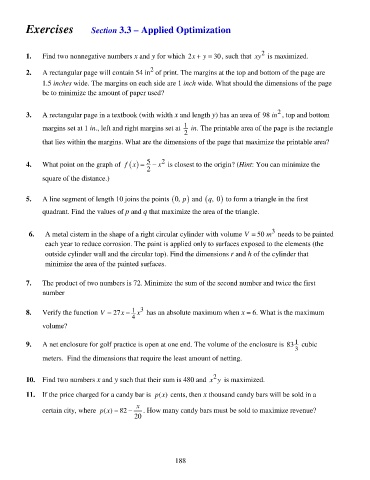 Exercises Section 3.3 – Applied Optimization
1. Find two nonnegative numbers x and y for which 2x + y = 30, such that xy² is maximized.
2. A rectangular page will contain 54 in² of print. The margins at the top and bottom of the page are
1.5 inches wide. The margins on each side are 1 inch wide. What should the dimensions of the page
be to minimize the amount of paper used?
3. A rectangular page in a textbook (with width x and length y) has an area of 98 in², top and bottom
margins set at 1 in., left and right margins set at 1/2 in. The printable area of the page is the rectangle
that lies within the margins. What are the dimensions of the page that maximize the printable area?
4. What point on the graph of f(x) = 5/2 − x² is closest to the origin? (Hint: You can minimize the
square of the distance.)
5. A line segment of length 10 joins the points (0, p) and (q, 0) to form a triangle in the first
quadrant. Find the values of p and q that maximize the area of the triangle.
6. A metal cistern in the shape of a right circular cylinder with volume V = 50 m³ needs to be painted
each year to reduce corrosion. The paint is applied only to surfaces exposed to the elements (the
outside cylinder wall and the circular top). Find the dimensions r and h of the cylinder that
minimize the area of the painted surfaces.
7. The product of two numbers is 72. Minimize the sum of the second number and twice the first
number
8. Verify the function V = 27x − 1/4 x³ has an absolute maximum when x = 6. What is the maximum
volume?
9. A net enclosure for golf practice is open at one end. The volume of the enclosure is 83 1/3 cubic
meters. Find the dimensions that require the least amount of netting.
10. Find two numbers x and y such that their sum is 480 and x²y is maximized.
11. If the price charged for a candy bar is p(x) cents, then x thousand candy bars will be sold in a
certain city, where p(x) = 82 − x/20. How many candy bars must be sold to maximize revenue?
188